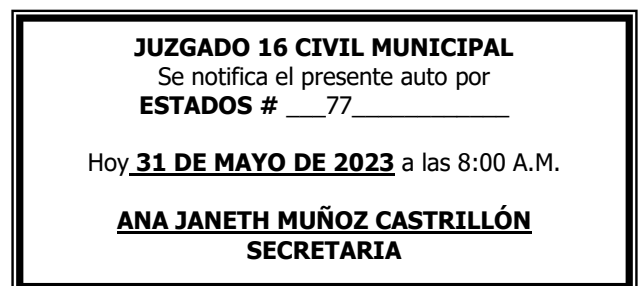 JUZGADO 16 CIVIL MUNICIPAL
Se notifica el presente auto por
ESTADOS # ___77____________
Hoy 31 DE MAYO DE 2023 a las 8:00 A.M.
ANA JANETH MUÑOZ CASTRILLÓN
SECRETARIA